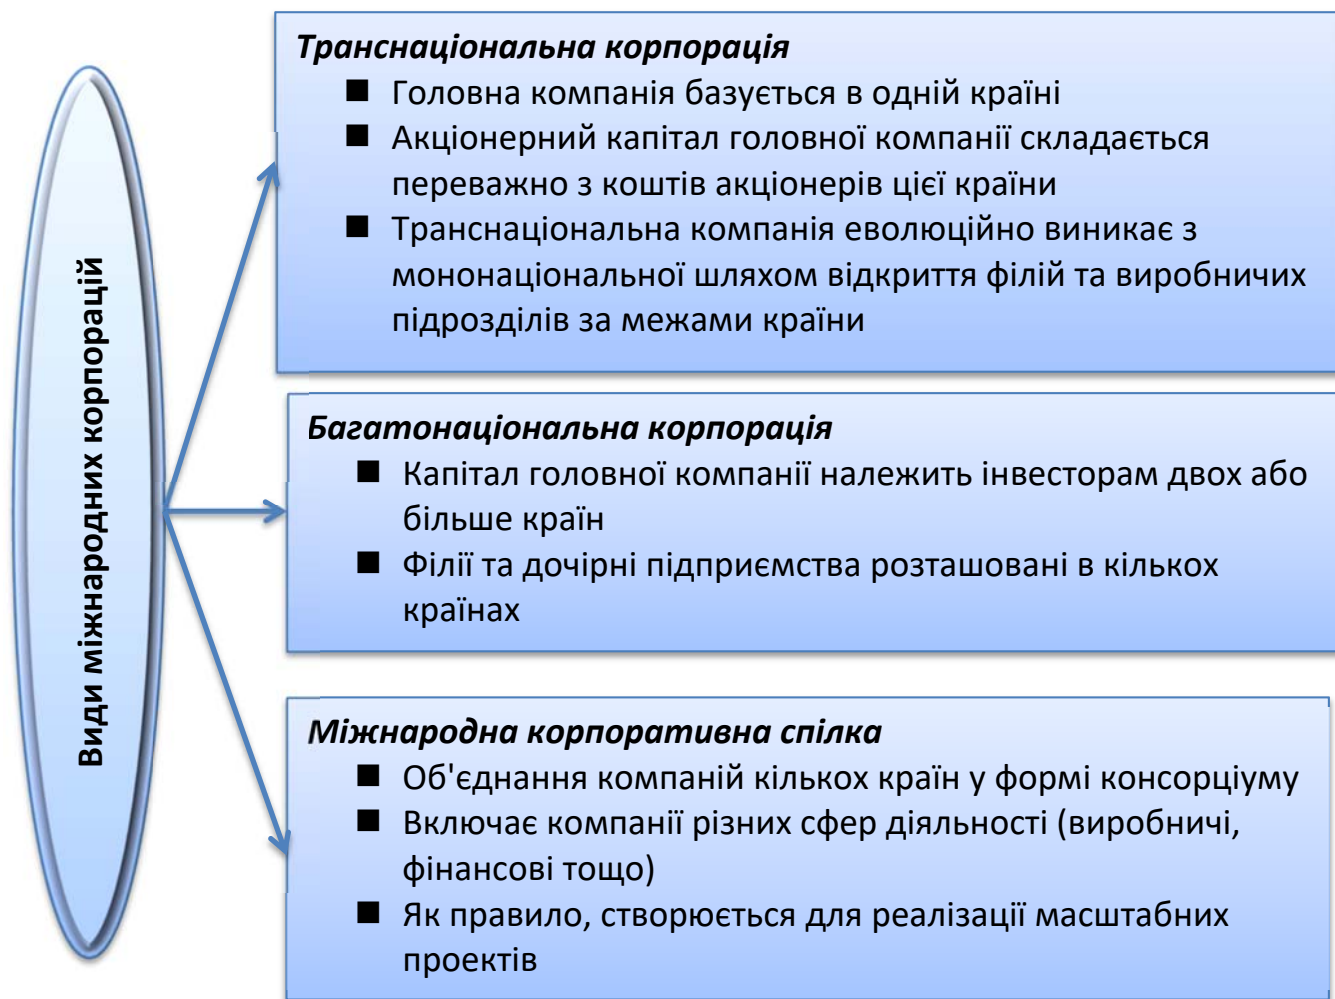 Види міжнародних корпорацій
Транснаціональна корпорація
■ Головна компанія базується в одній країні
■ Акціонерний капітал головної компанії складається
переважно з коштів акціонерів цієї країни
■ Транснаціональна компанія еволюційно виникає з
мононаціональної шляхом відкриття філій та виробничих
підрозділів за межами країни
Багатонаціональна корпорація
■ Капітал головної компанії належить інвесторам двох або
більше країн
■ Філії та дочірні підприємства розташовані в кількох
країнах
Міжнародна корпоративна спілка
■ Об'єднання компаній кількох країн у формі консорціуму
■ Включає компанії різних сфер діяльності (виробничі,
фінансові тощо)
■ Як правило, створюється для реалізації масштабних
проектів